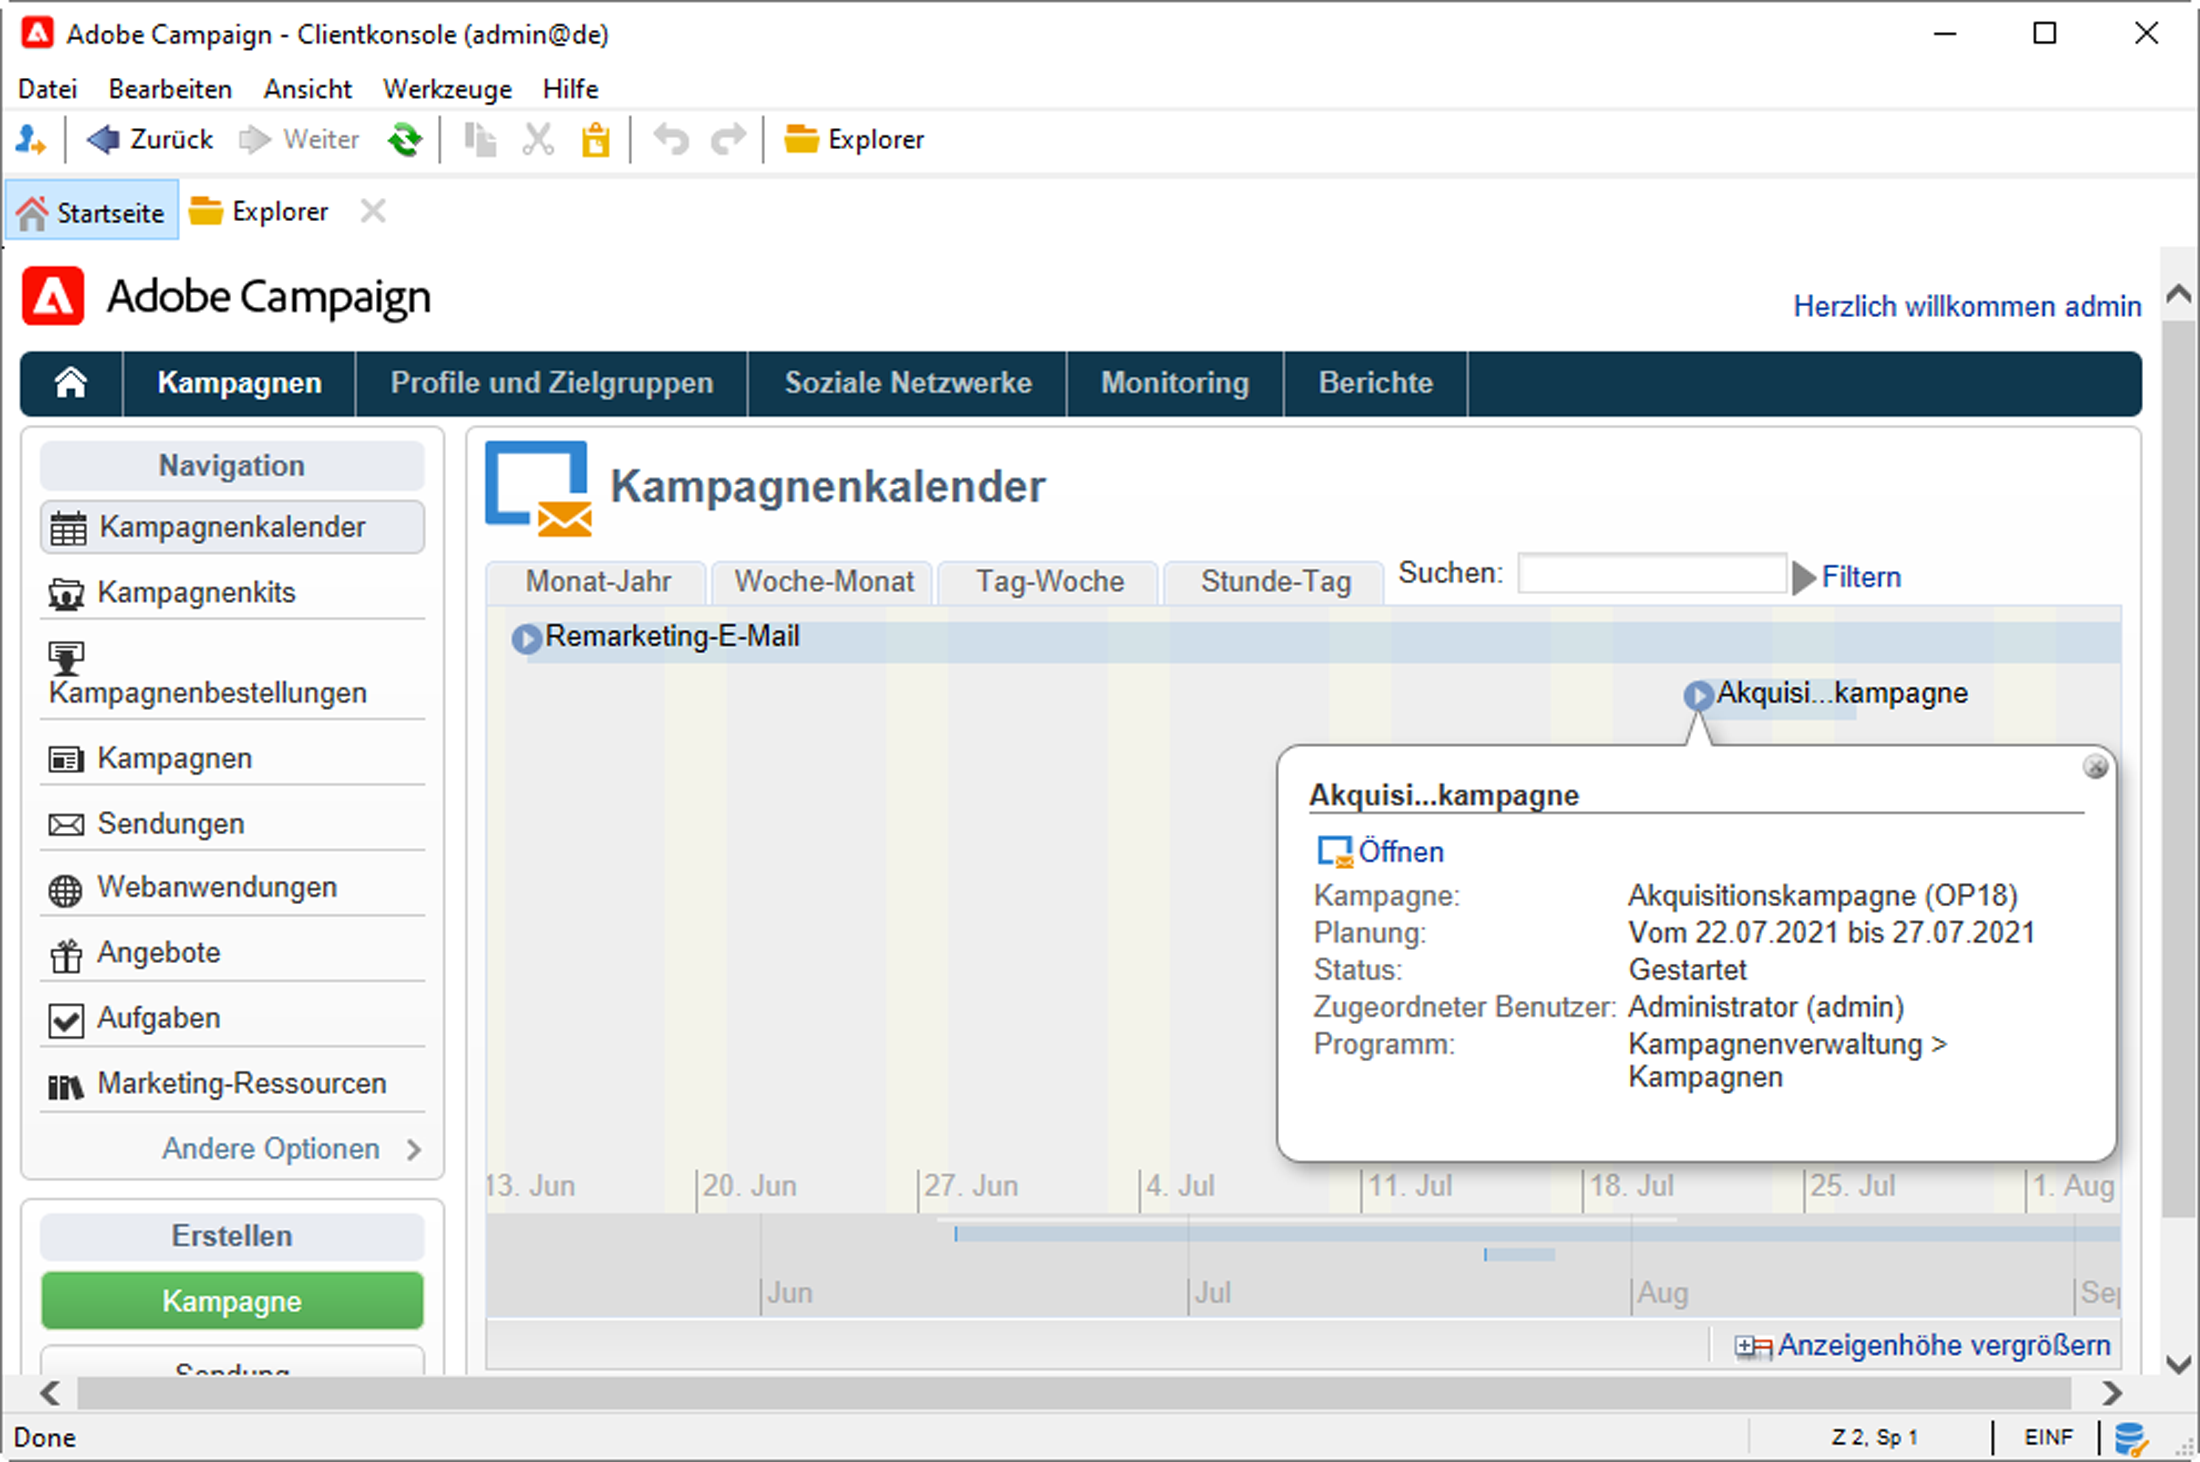 Adobe Campaign - Clientkonsole (admin@de)
Datei Bearbeiten Ansicht Werkzeuge Hilfe
Zurück Weiter Explorer
Startseite Explorer
Adobe Campaign
Herzlich willkommen admin
Kampagnen Profile und Zielgruppen Soziale Netzwerke Monitoring Berichte
Navigation
Kampagnenkalender
Kampagnenkits
Kampagnenbestellungen
Kampagnen
Sendungen
Webanwendungen
Angebote
Aufgaben
Marketing-Ressourcen
Andere Optionen
Erstellen
Kampagne
Sendung
Kampagnenkalender
Monat-Jahr Woche-Monat Tag-Woche Stunde-Tag Suchen: Filtern
Remarketing-E-Mail
Akquisi...kampagne
Akquisi...kampagne
Öffnen
Kampagne: Akquisitionskampagne (OP18)
Planung: Vom 22.07.2021 bis 27.07.2021
Status: Gestartet
Zugeordneter Benutzer: Administrator (admin)
Programm: Kampagnenverwaltung >
Kampagnen
13. Jun 20. Jun 27. Jun 4. Jul 11. Jul 18. Jul 25. Jul 1. Aug
Jun Jul Aug Sep
Anzeigenhöhe vergrößern
Done Z 2, Sp 1 EINF